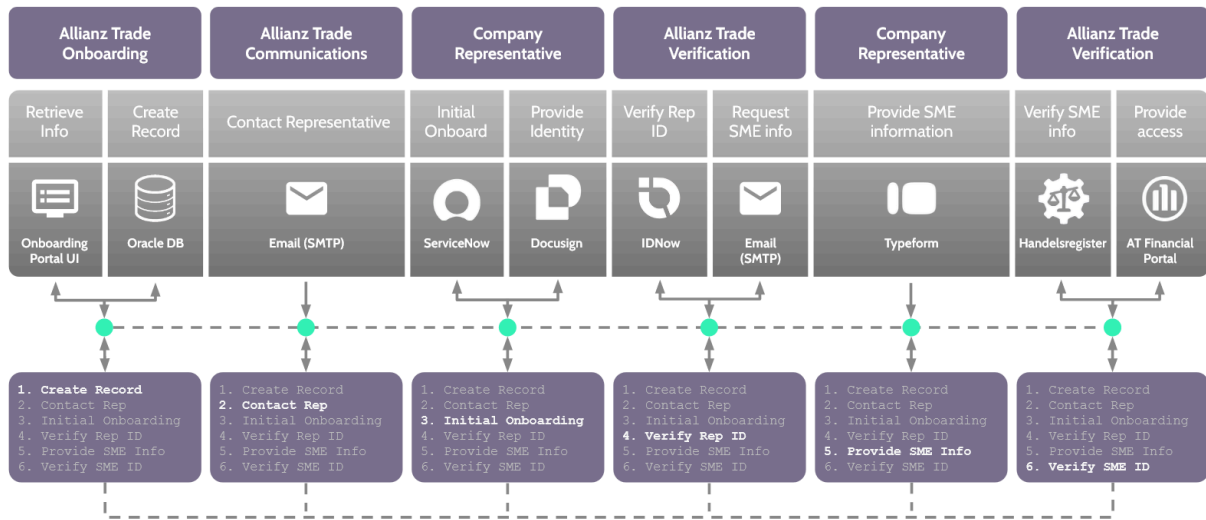 Allianz Trade
Onboarding
Allianz Trade
Communications
Company
Representative
Allianz Trade
Verification
Company
Representative
Allianz Trade
Verification
Retrieve
Info
Create
Record
Contact Representative
Initial
Onboard
Provide
Identity
Verify Rep
ID
Request
SME info
Provide SME
information
Verify SME
info
Provide
access
Onboarding
Portal UI
Oracle DB
Email (SMTP)
ServiceNow
Docusign
IDNow
Email
(SMTP)
Typeform
Handelsregister
AT Financial
Portal
1. Create Record
2. Contact Rep
3. Initial Onboarding
4. Verify Rep ID
5. Provide SME Info
6. Verify SME ID
1. Create Record
2. Contact Rep
3. Initial Onboarding
4. Verify Rep ID
5. Provide SME Info
6. Verify SME ID
1. Create Record
2. Contact Rep
3. Initial Onboarding
4. Verify Rep ID
5. Provide SME Info
6. Verify SME ID
1. Create Record
2. Contact Rep
3. Initial Onboarding
4. Verify Rep ID
5. Provide SME Info
6. Verify SME ID
1. Create Record
2. Contact Rep
3. Initial Onboarding
4. Verify Rep ID
5. Provide SME Info
6. Verify SME ID
1. Create Record
2. Contact Rep
3. Initial Onboarding
4. Verify Rep ID
5. Provide SME Info
6. Verify SME ID